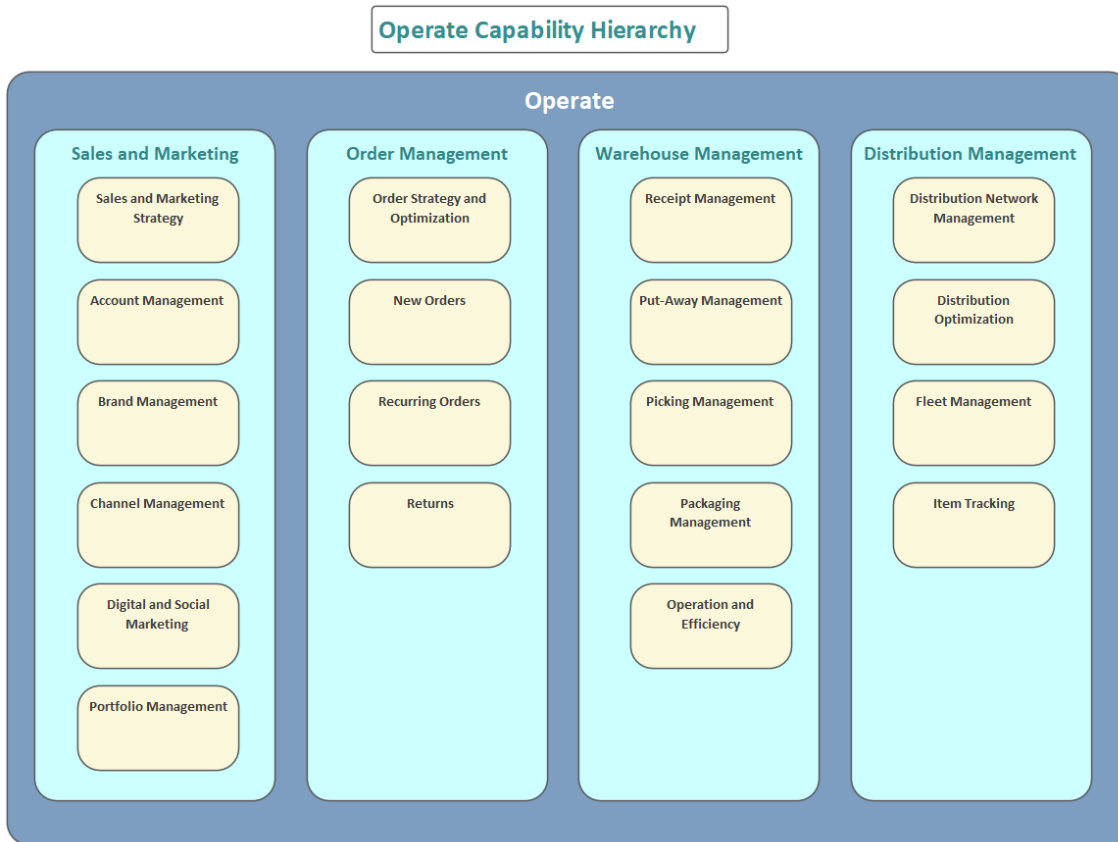 Operate Capability Hierarchy
Operate
Sales and Marketing
Sales and Marketing
Strategy
Account Management
Brand Management
Channel Management
Digital and Social
Marketing
Portfolio Management
Order Management
Order Strategy and
Optimization
New Orders
Recurring Orders
Returns
Warehouse Management
Receipt Management
Put-Away Management
Picking Management
Packaging
Management
Operation and
Efficiency
Distribution Management
Distribution Network
Management
Distribution
Optimization
Fleet Management
Item Tracking